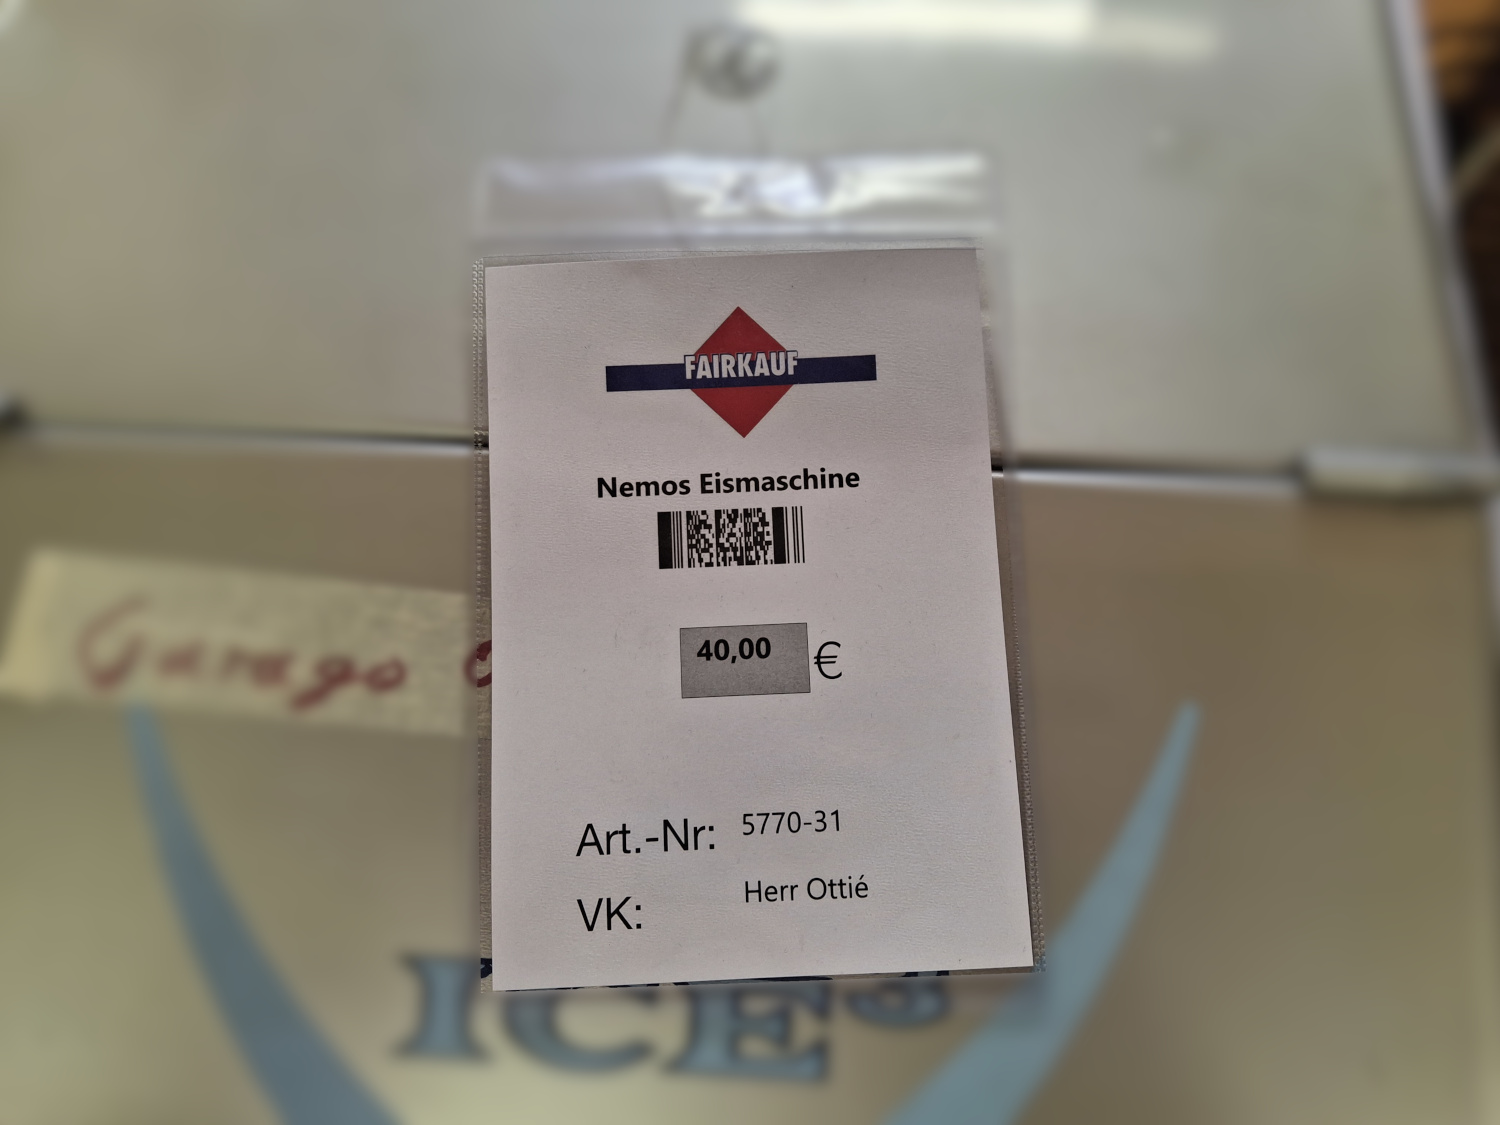 FAIRKAUF
Nemos Eismaschine
40,00 €
Art.-Nr: 5770-31
VK: Herr Ottié
Garage
ICE